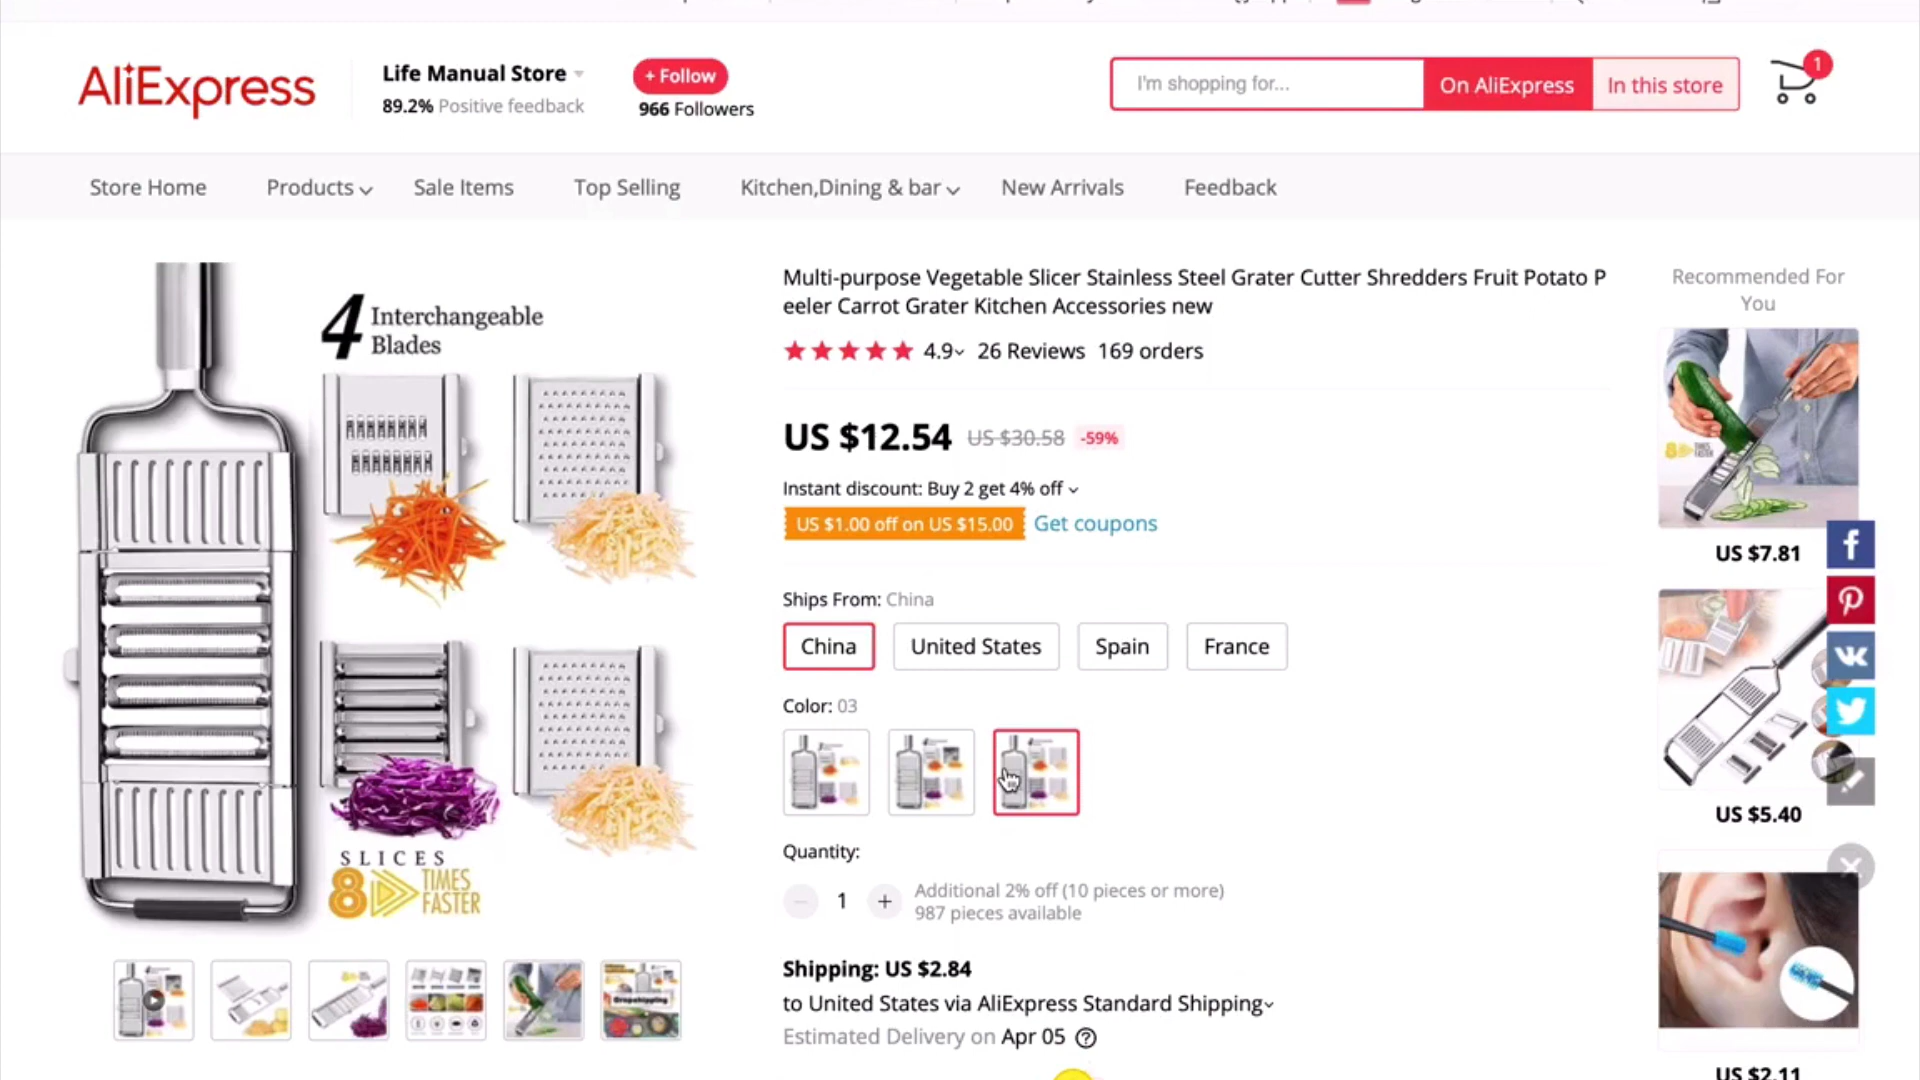 AliExpress
Life Manual Store
89.2% Positive feedback
+ Follow
966 Followers
I'm shopping for...
On AliExpress
In this store
1
Store Home
Products
Sale Items
Top Selling
Kitchen,Dining & bar
New Arrivals
Feedback
4 Interchangeable
Blades
SLICES
8 TIMES
FASTER
Multi-purpose Vegetable Slicer Stainless Steel Grater Cutter Shredders Fruit Potato P
eeler Carrot Grater Kitchen Accessories new
4.9 26 Reviews 169 orders
US $12.54 US $30.58 -59%
Instant discount: Buy 2 get 4% off
US $1.00 off on US $15.00 Get coupons
Ships From: China
China
United States
Spain
France
Color: 03
Quantity:
1
Additional 2% off (10 pieces or more)
987 pieces available
Shipping: US $2.84
to United States via AliExpress Standard Shipping
Estimated Delivery on Apr 05
Dropshipping
Recommended For
You
8 TIMES
FASTER
US $7.81
US $5.40
US $2.11